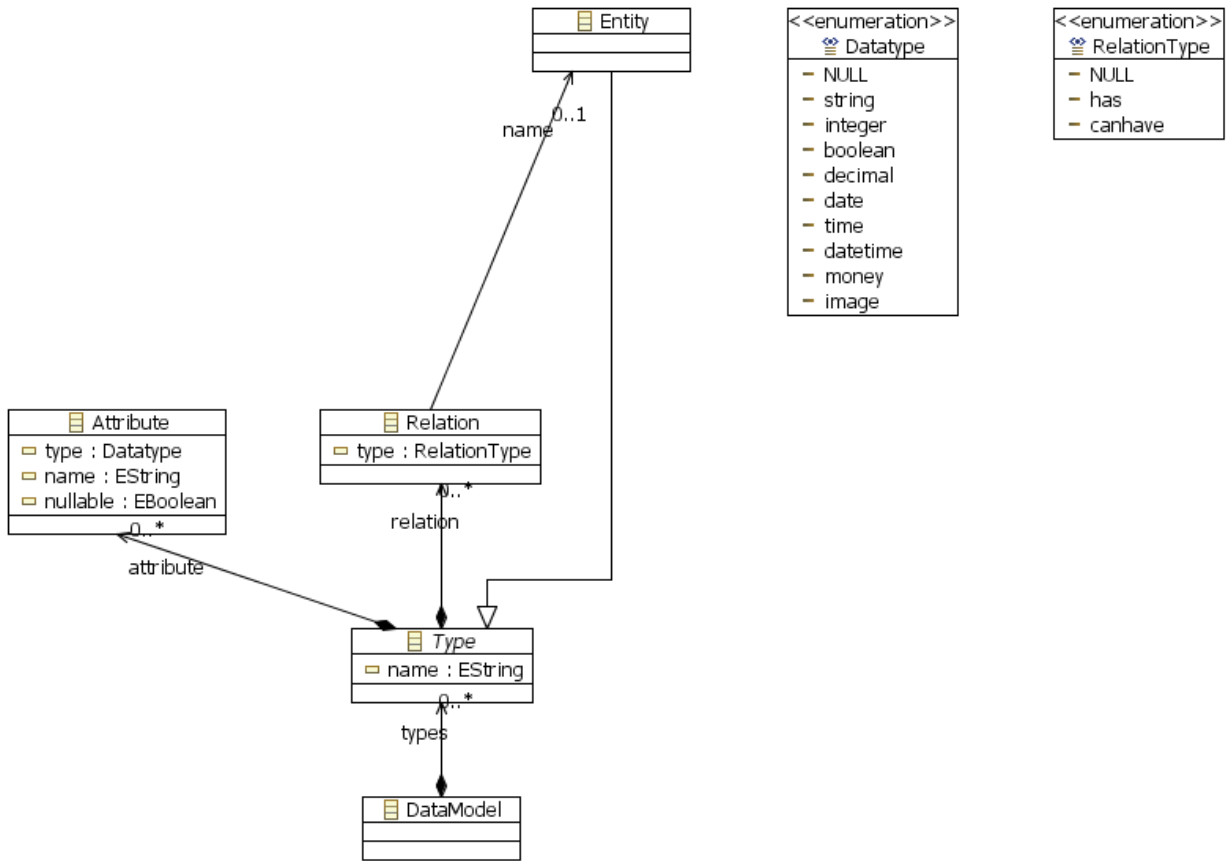 Entity
<<enumeration>>
Datatype
NULL
string
integer
boolean
decimal
date
time
datetime
money
image
<<enumeration>>
RelationType
NULL
has
canhave
0..1
name
Attribute
type : Datatype
name : EString
nullable : EBoolean
0..*
attribute
Relation
type : RelationType
0..*
relation
Type
name : EString
0..*
types
DataModel